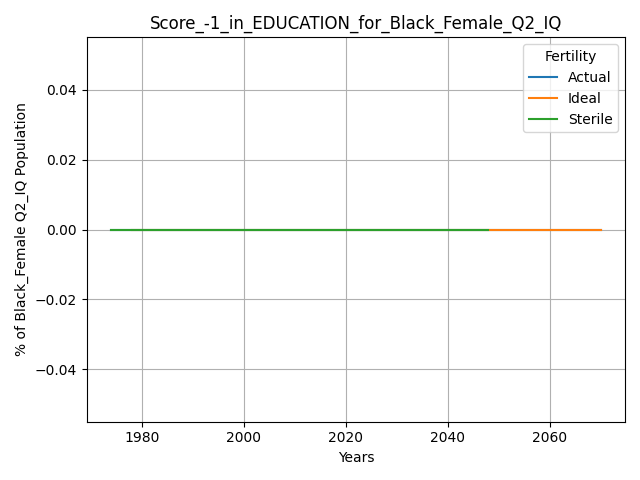 Score_-1_in_EDUCATION_for_Black_Female_Q2_IQ
Fertility
Actual
Ideal
Sterile
% of Black_Female Q2_IQ Population
0.04
0.02
0.00
−0.02
−0.04
1980
2000
2020
2040
2060
Years